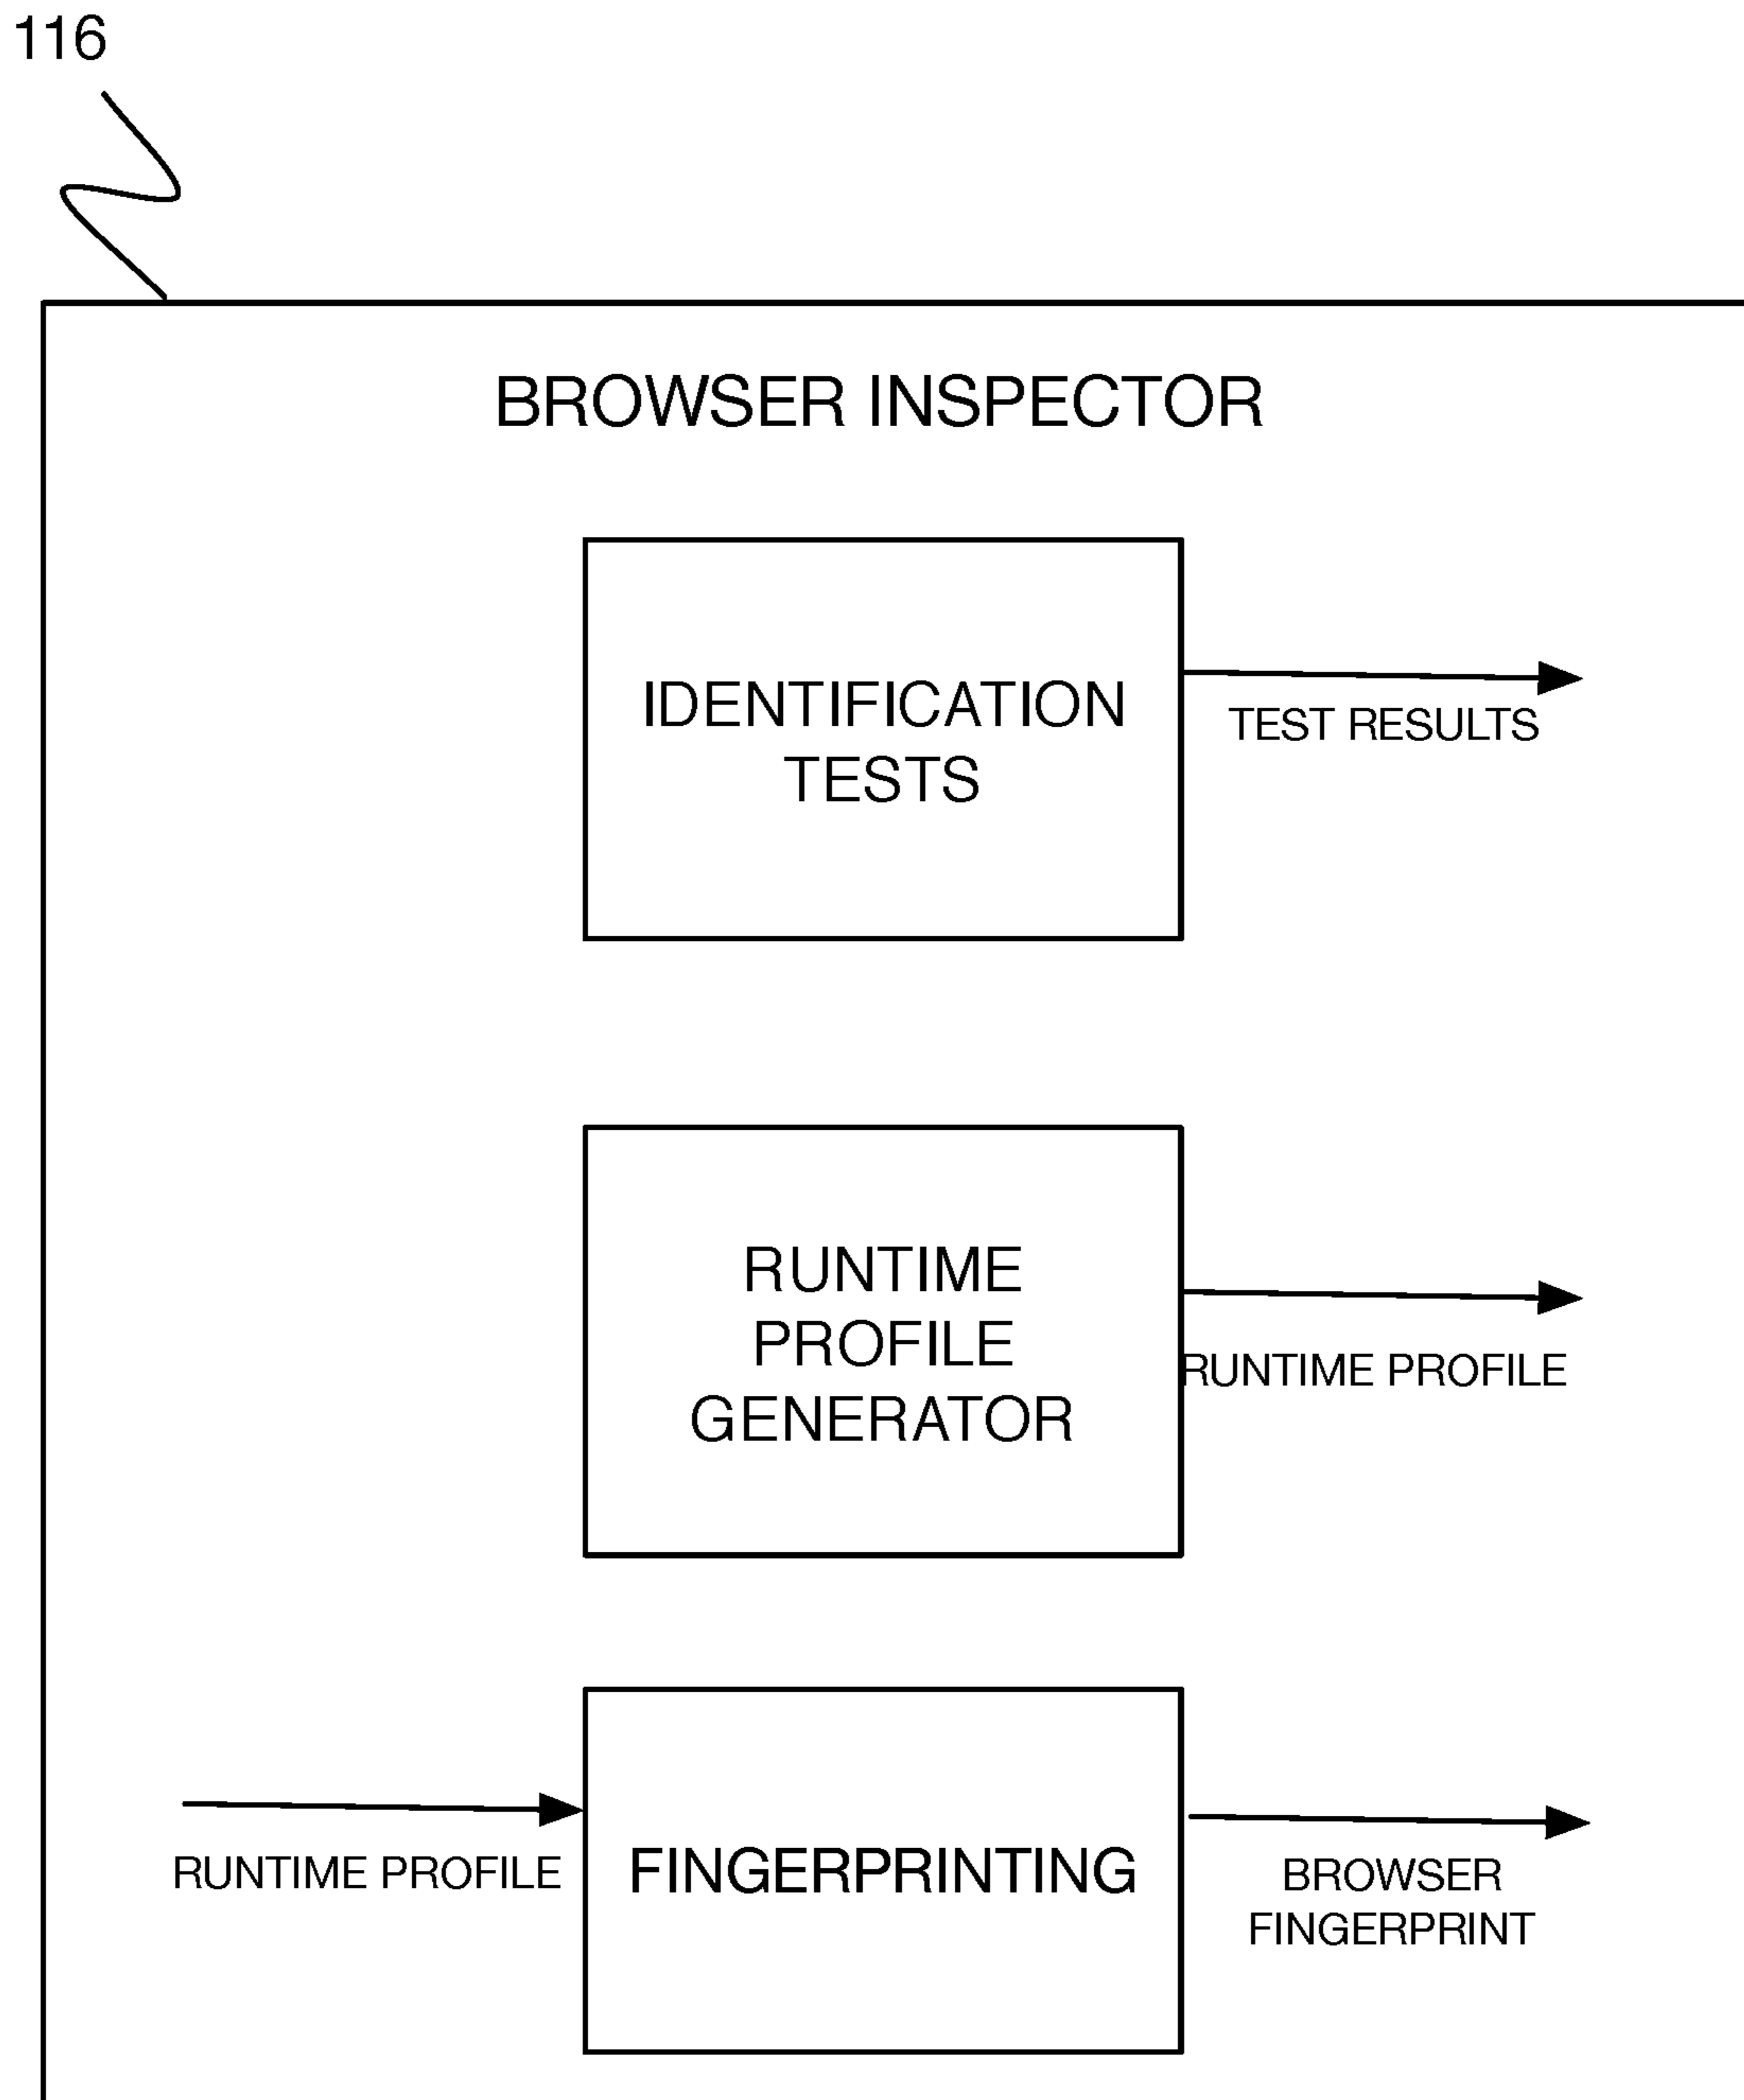 116
BROWSER INSPECTOR
IDENTIFICATION
TESTS
TEST RESULTS
RUNTIME
PROFILE
GENERATOR
RUNTIME PROFILE
RUNTIME PROFILE
FINGERPRINTING
BROWSER
FINGERPRINT